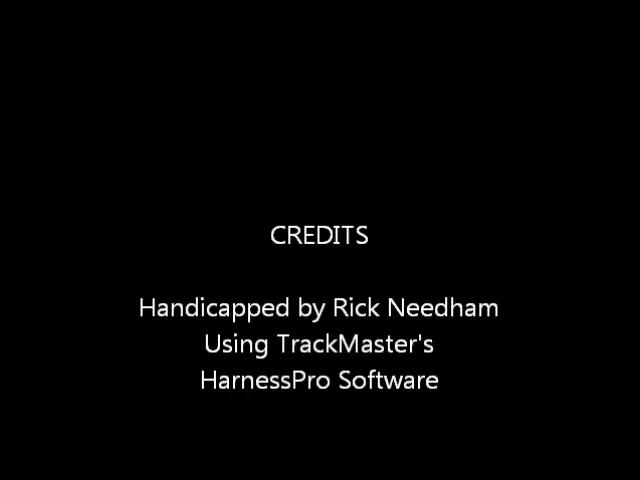 CREDITS
Handicapped by Rick Needham
Using TrackMaster's
HarnessPro Software